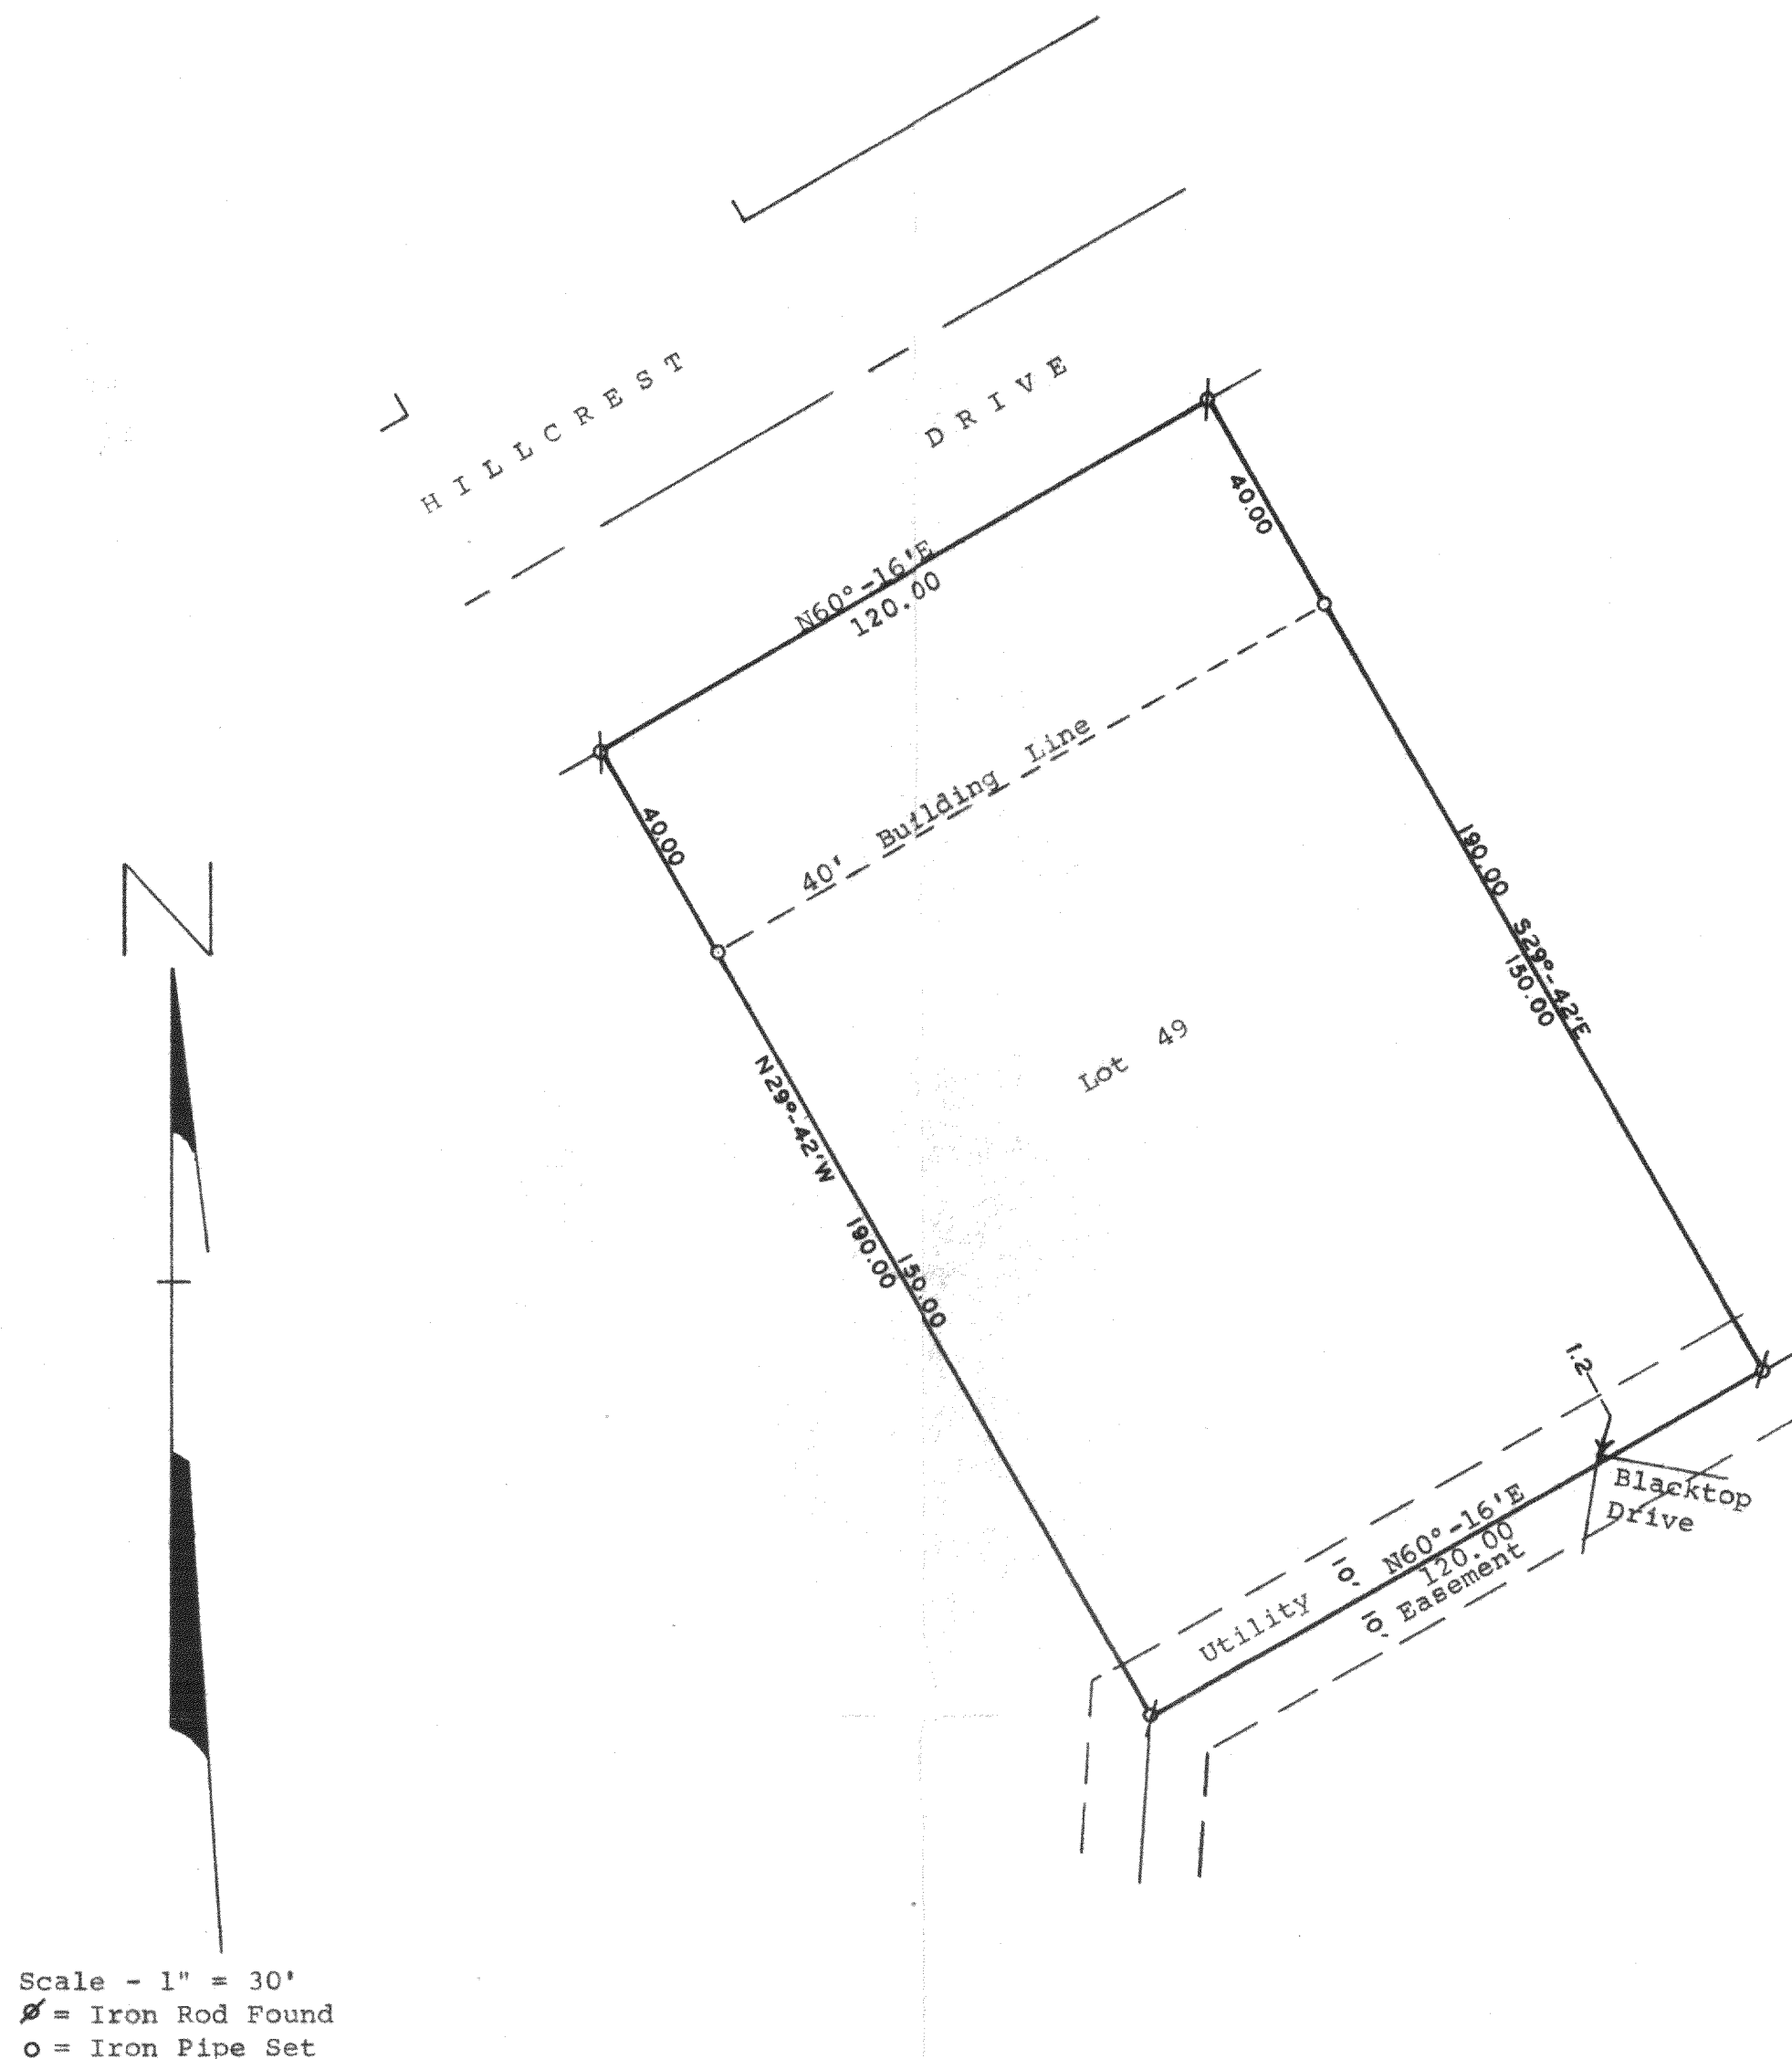 HILLCREST
DRIVE
N60°-16'E
120.00
40.00
40.00
40' Building Line
190.00
S29°-42'E
150.00
Lot 49
N
N29°-42'W
190.00
150.00
1.2
Blacktop
Drive
N60°-16'E
120.00
10'
Utility
10'
Easement
Scale - 1" = 30'
ø = Iron Rod Found
o = Iron Pipe Set